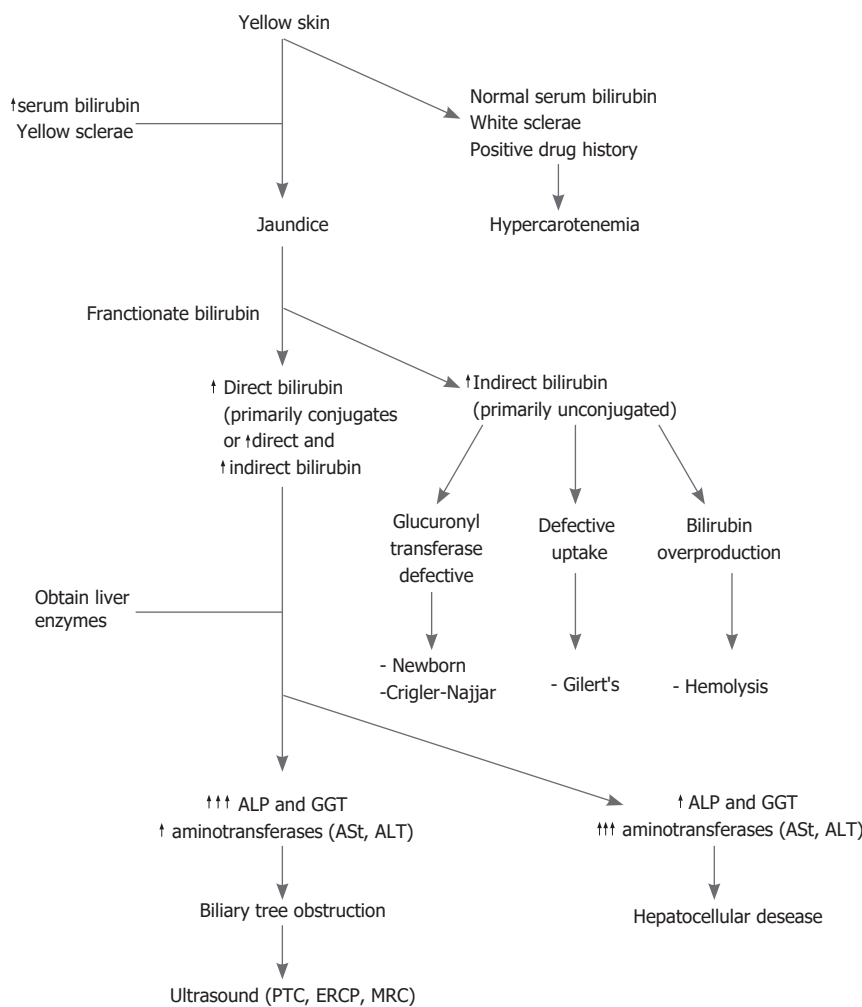 Yellow skin
↑serum bilirubin
Yellow sclerae
Normal serum bilirubin
White sclerae
Positive drug history
Jaundice
Hypercarotenemia
Franctionate bilirubin
↑ Direct bilirubin
(primarily conjugates
or ↑direct and
↑indirect bilirubin
↑Indirect bilirubin
(primarily unconjugated)
Glucuronyl
transferase
defective
Defective
uptake
Bilirubin
overproduction
Obtain liver
enzymes
- Newborn
-Crigler-Najjar
- Gilert's
- Hemolysis
↑↑↑ ALP and GGT
↑ aminotransferases (ASt, ALT)
↑ ALP and GGT
↑↑↑ aminotransferases (ASt, ALT)
Biliary tree obstruction
Hepatocellular desease
Ultrasound (PTC, ERCP, MRC)